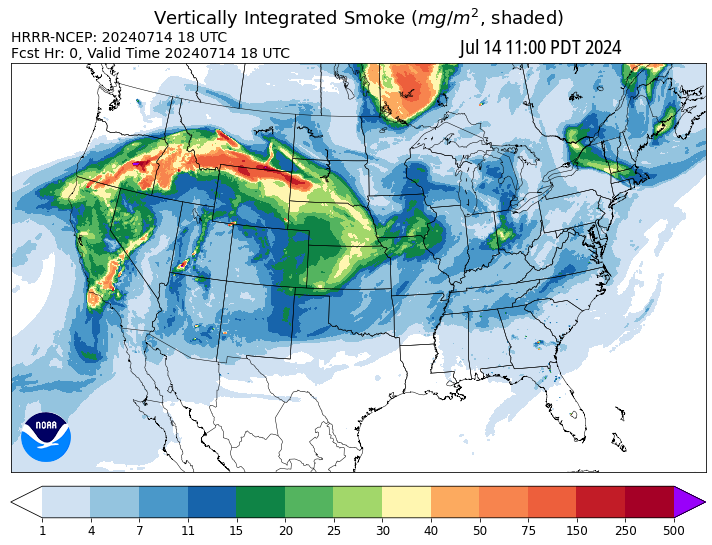 Vertically Integrated Smoke (mg/m², shaded)
HRRR-NCEP: 20240714 18 UTC
Fcst Hr: 0, Valid Time 20240714 18 UTC
Jul 14 11:00 PDT 2024
NOAA
1 4 7 11 15 20 25 30 40 50 75 150 250 500